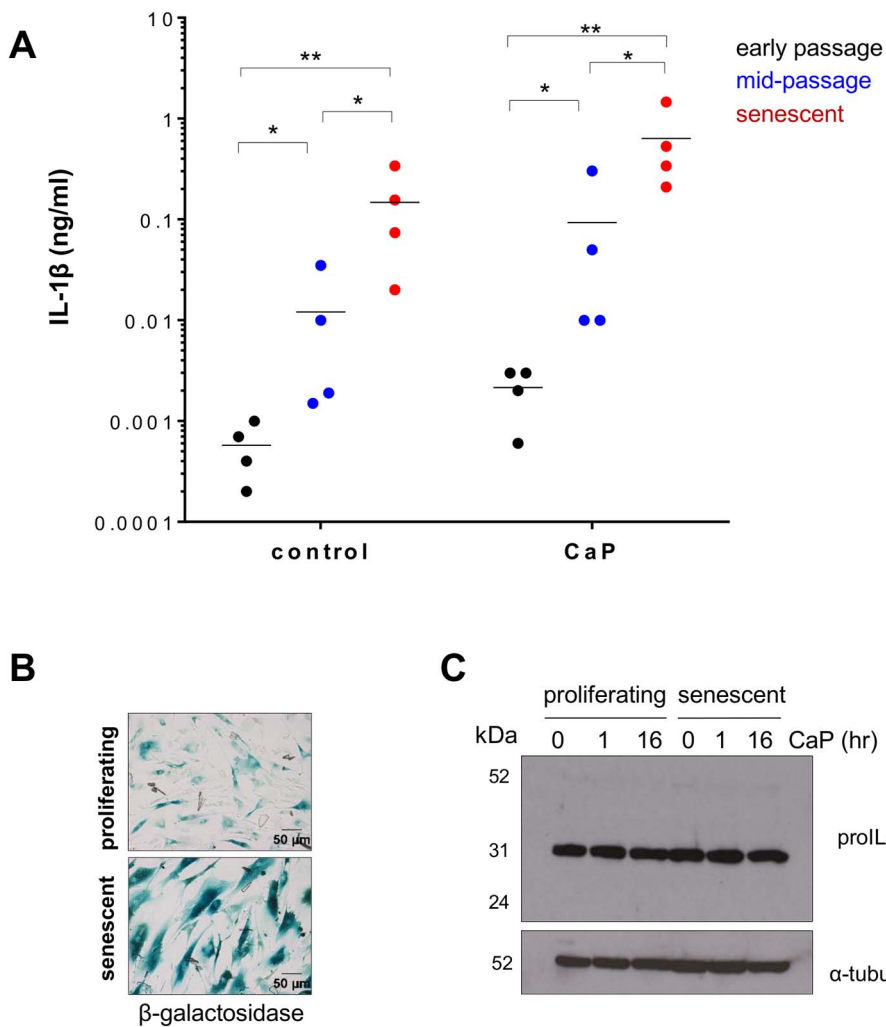 A
early passage
mid-passage
senescent
10
1
0.1
0.01
0.001
0.0001
IL-1β (ng/ml)
**
*
*
**
*
*
control
CaP
B
proliferating
50 µm
senescent
50 µm
β-galactosidase
C
proliferating senescent
kDa
0 1 16 0 1 16 CaP (hr)
52
31
24
proIL
52
α-tubu